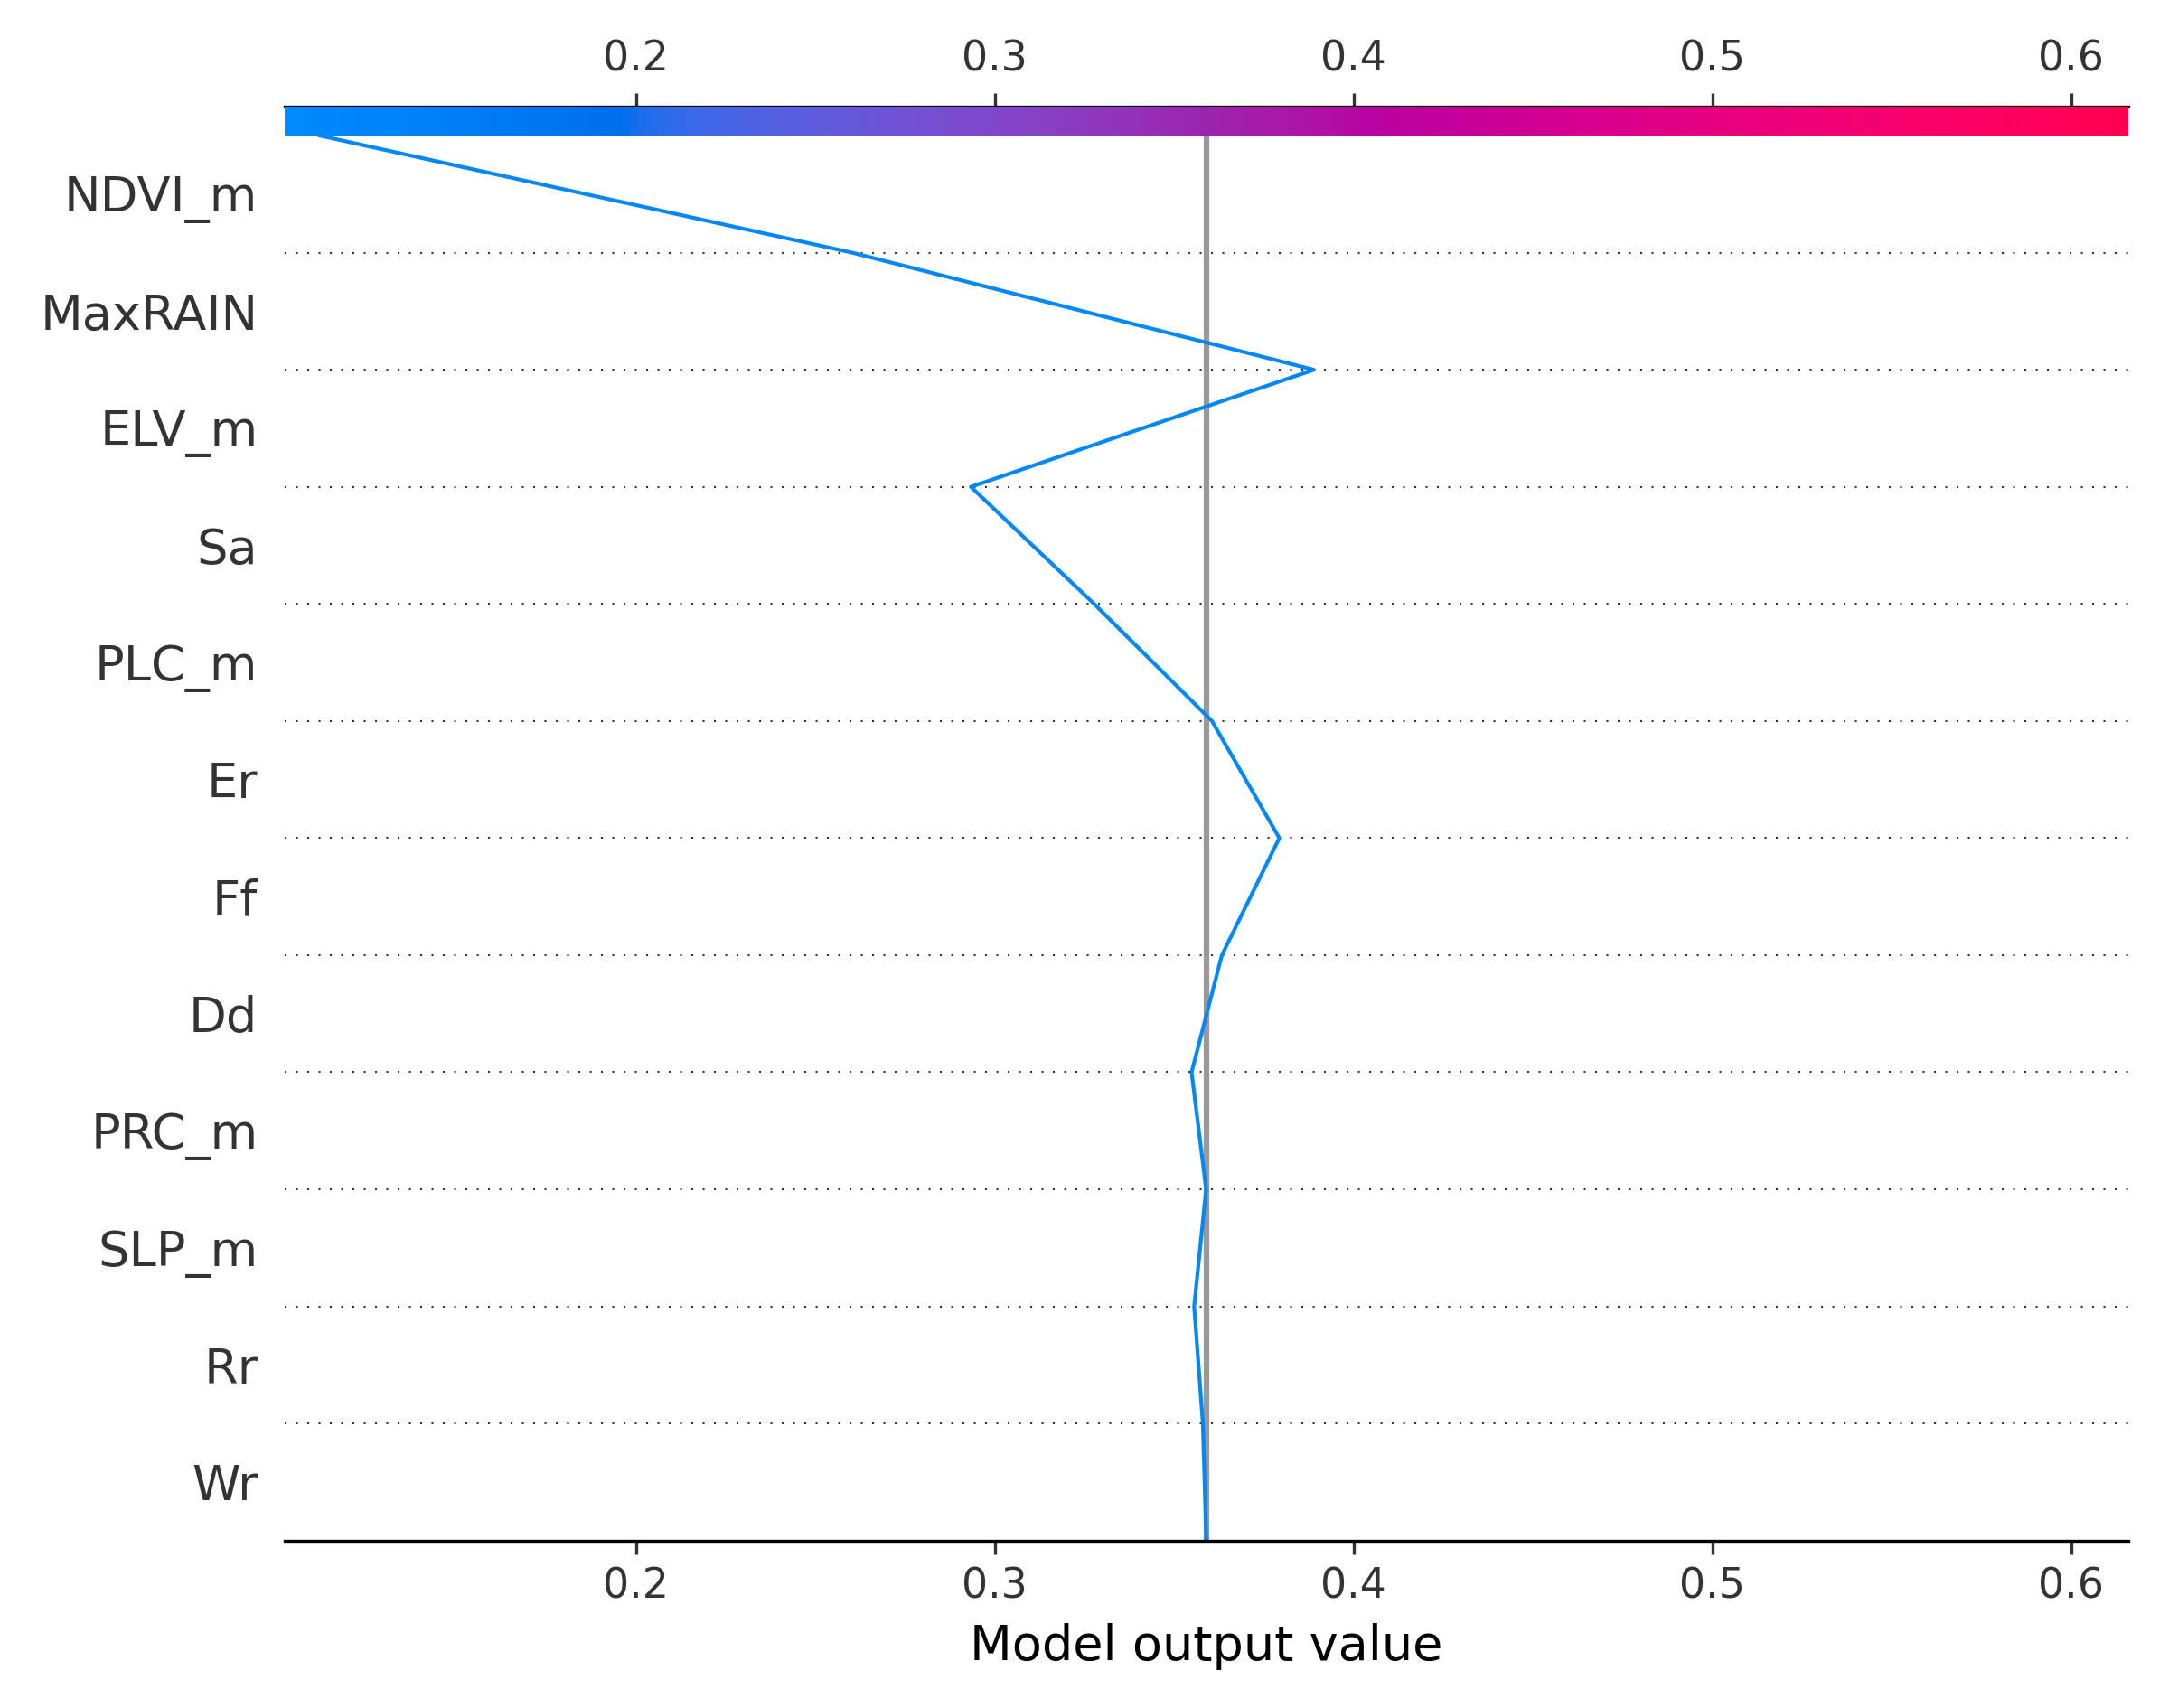 0.2 0.3 0.4 0.5 0.6
NDVI_m
MaxRAIN
ELV_m
Sa
PLC_m
Er
Ff
Dd
PRC_m
SLP_m
Rr
Wr
0.2 0.3 0.4 0.5 0.6
Model output value